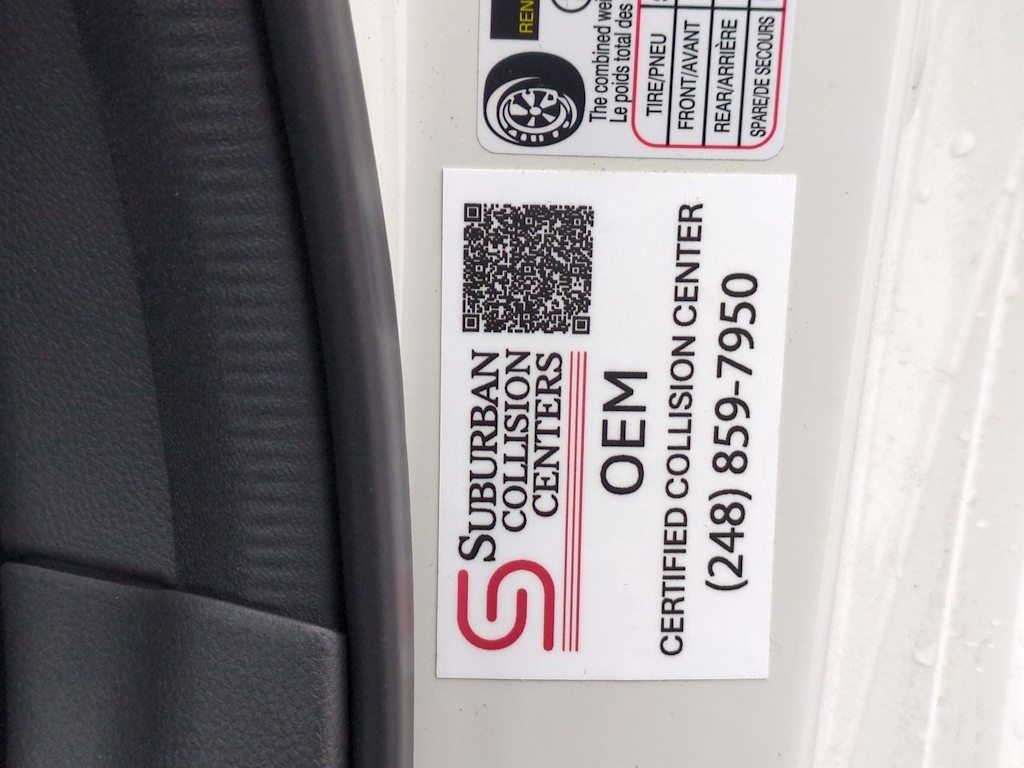 SUBURBAN
COLLISION
CENTERS
OEM
CERTIFIED COLLISION CENTER
(248) 859-7950
The combined wei
Le poids total des
TIRE/PNEU
FRONT/AVANT
REAR/ARRIÈRE
SPARE/DE SECOURS